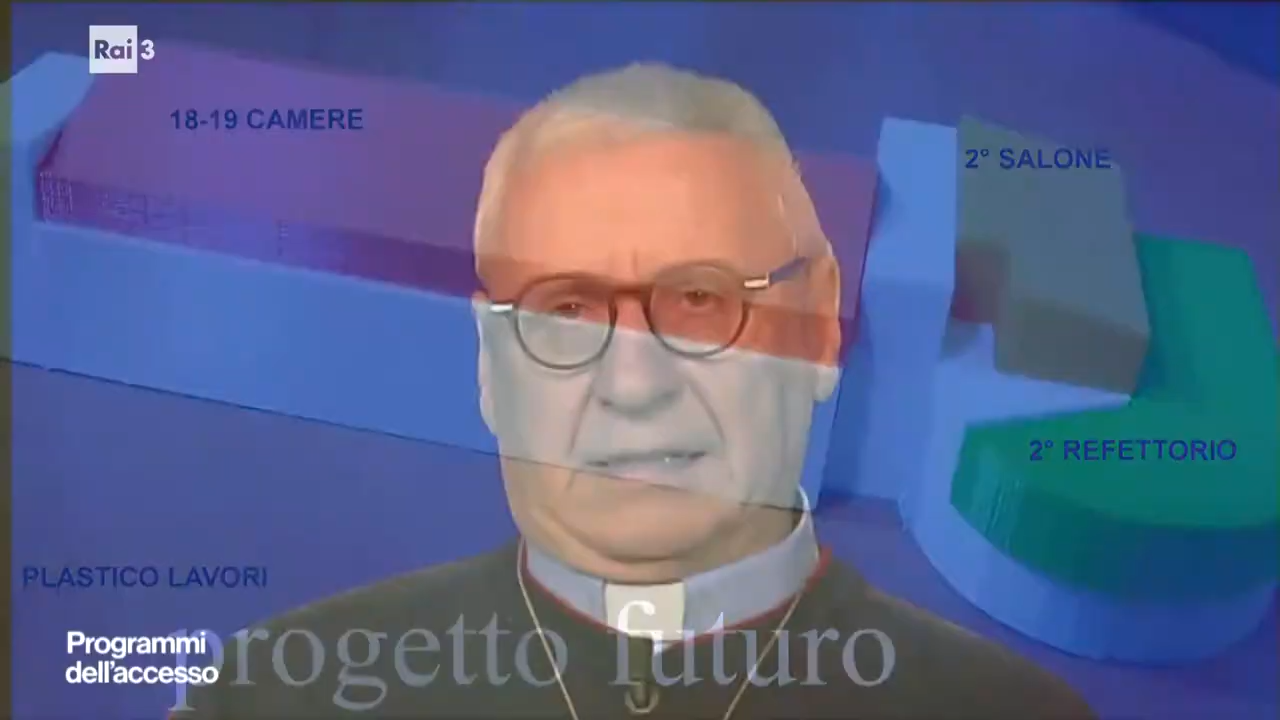 Rai 3
18-19 CAMERE
2° SALONE
2° REFETTORIO
PLASTICO LAVORI
progetto futuro
Programmi
dell'accesso